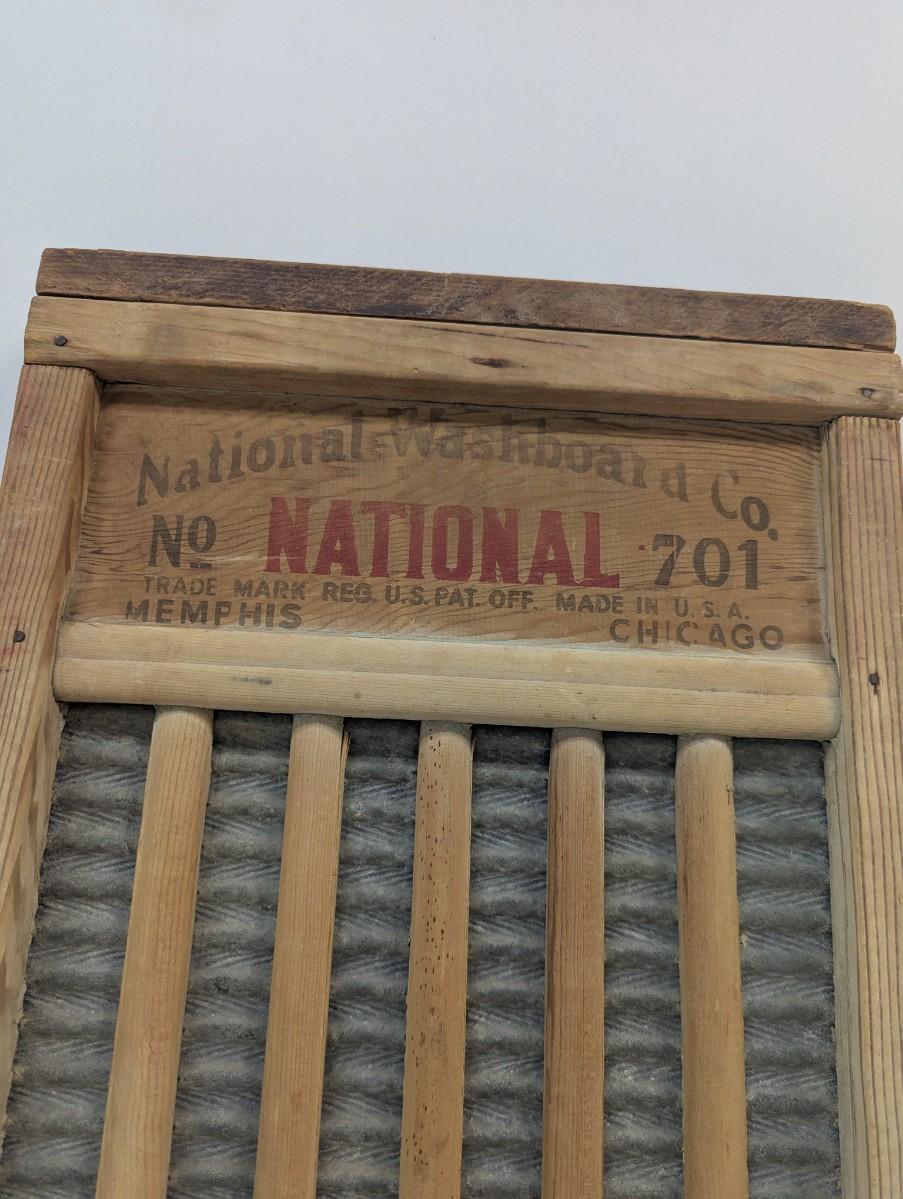 National Washboard Co.
No NATIONAL 701
TRADE MARK REG. U.S. PAT. OFF. MADE IN U.S.A.
MEMPHIS CHICAGO